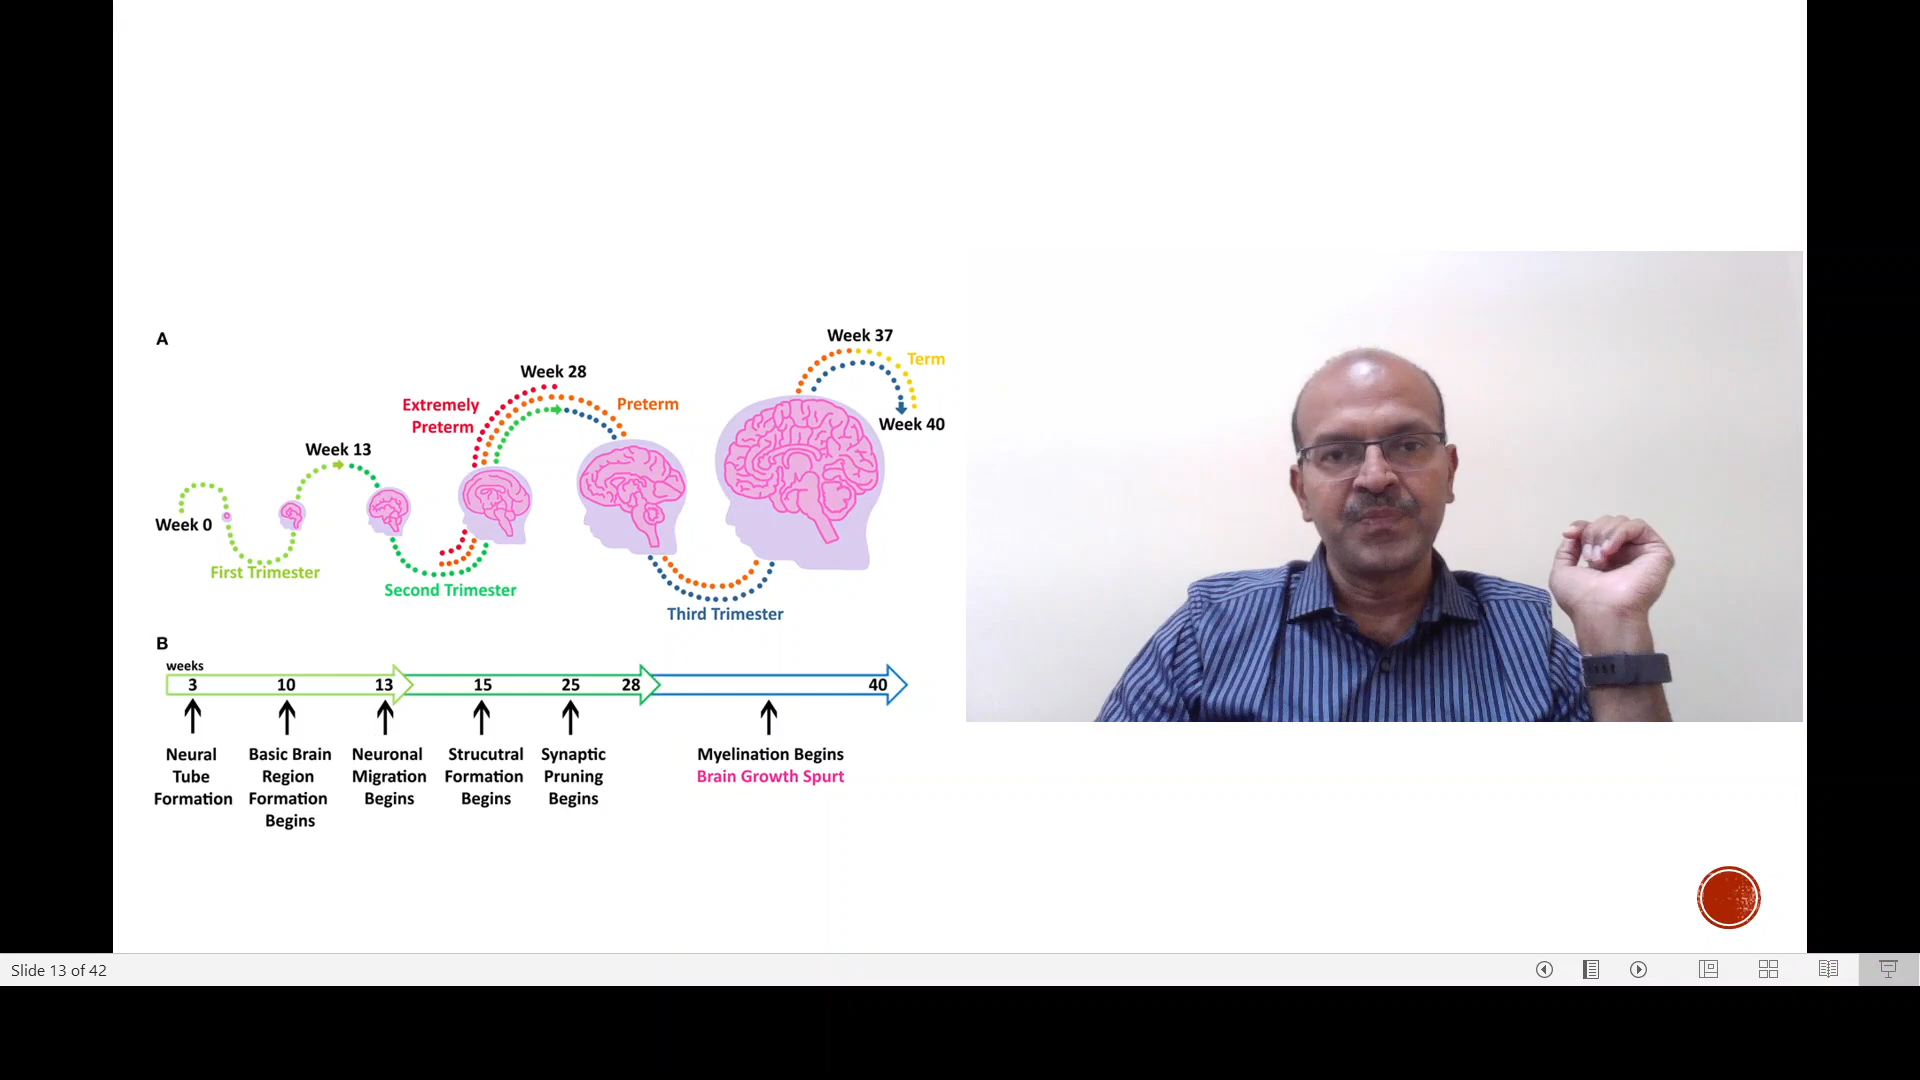 A
Week 37
Term
Week 28
Extremely
Preterm
Preterm
Week 40
Week 13
Week 0
First Trimester
Second Trimester
Third Trimester
B
weeks
3 10 13 15 25 28 40
Neural
Tube
Formation
Basic Brain
Region
Formation
Begins
Neuronal
Migration
Begins
Strucutral
Formation
Begins
Synaptic
Pruning
Begins
Myelination Begins
Brain Growth Spurt
Slide 13 of 42